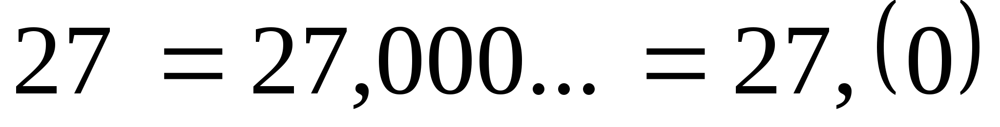 27 = 27,000... = 27,(0)